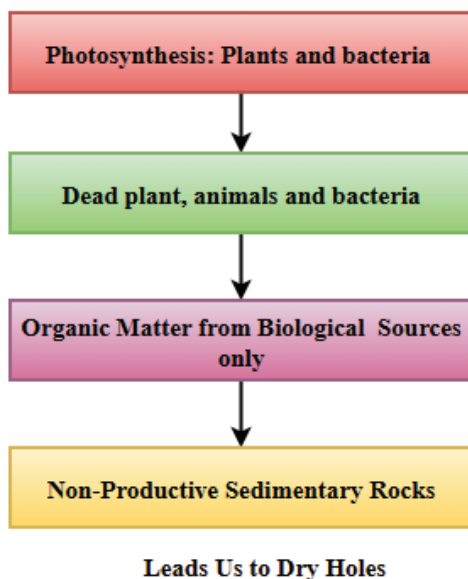 Photosynthesis: Plants and bacteria
Dead plant, animals and bacteria
Organic Matter from Biological Sources
only
Non-Productive Sedimentary Rocks
Leads Us to Dry Holes